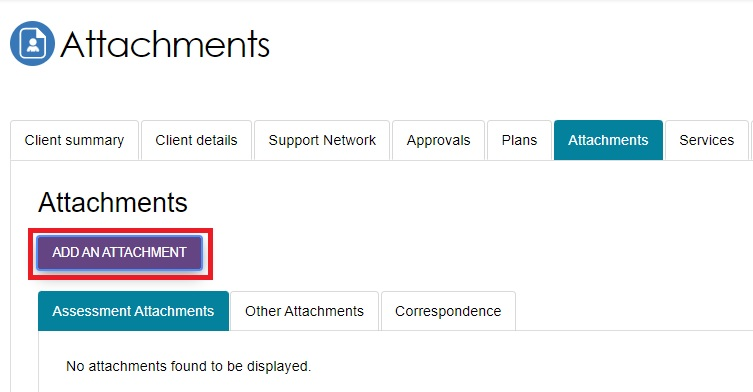 Attachments
Client summary Client details Support Network Approvals Plans Attachments Services
Attachments
ADD AN ATTACHMENT
Assessment Attachments Other Attachments Correspondence
No attachments found to be displayed.